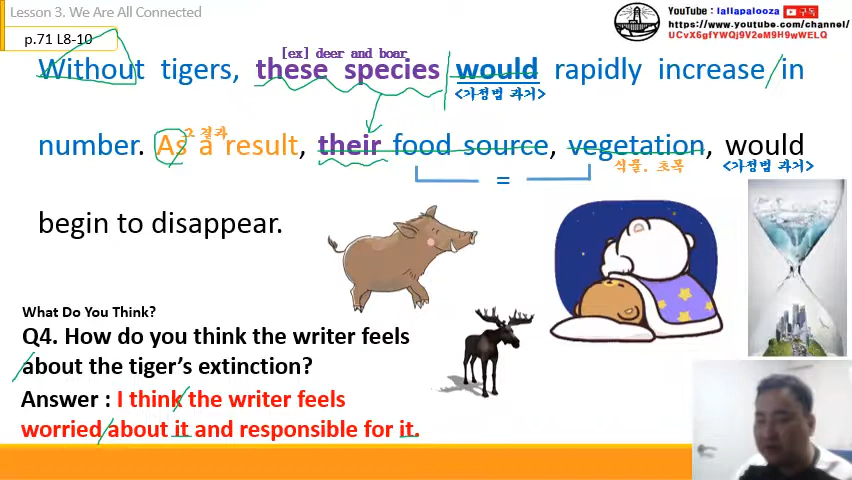 Lesson 3. We Are All Connected
p.71 L8-10
YouTube : lallapalooza 구독
https://www.youtube.com/channel/
UCvX6gfYWQj9V2eM9H9wWELQ
[ex] deer and boar
Without tigers, these species would rapidly increase in
<가정법 과거>
그 결과
number. As a result, their food source, vegetation, would
식물. 초목 <가정법 과거>
=
begin to disappear.
What Do You Think?
Q4. How do you think the writer feels
about the tiger's extinction?
Answer : I think the writer feels
worried about it and responsible for it.